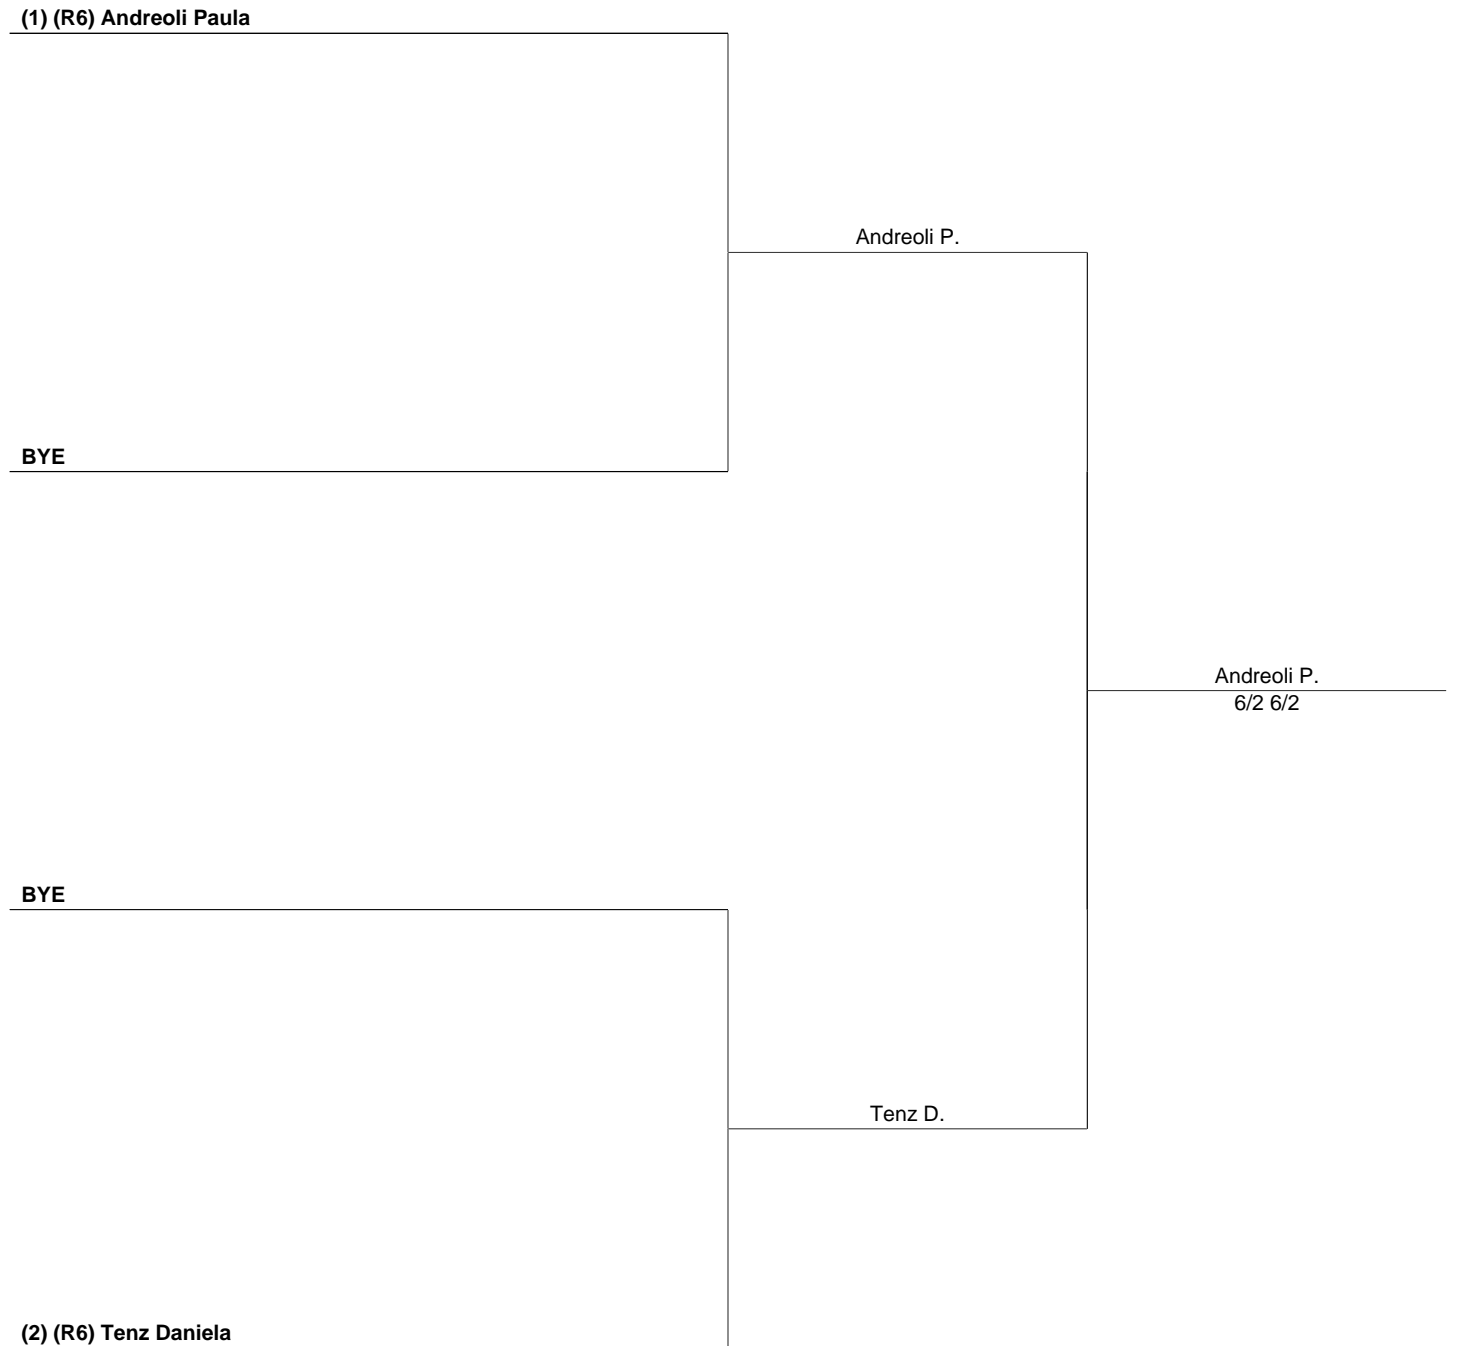 (1) (R6) Andreoli Paula
Andreoli P.
BYE
Andreoli P.
6/2 6/2
BYE
Tenz D.
(2) (R6) Tenz Daniela